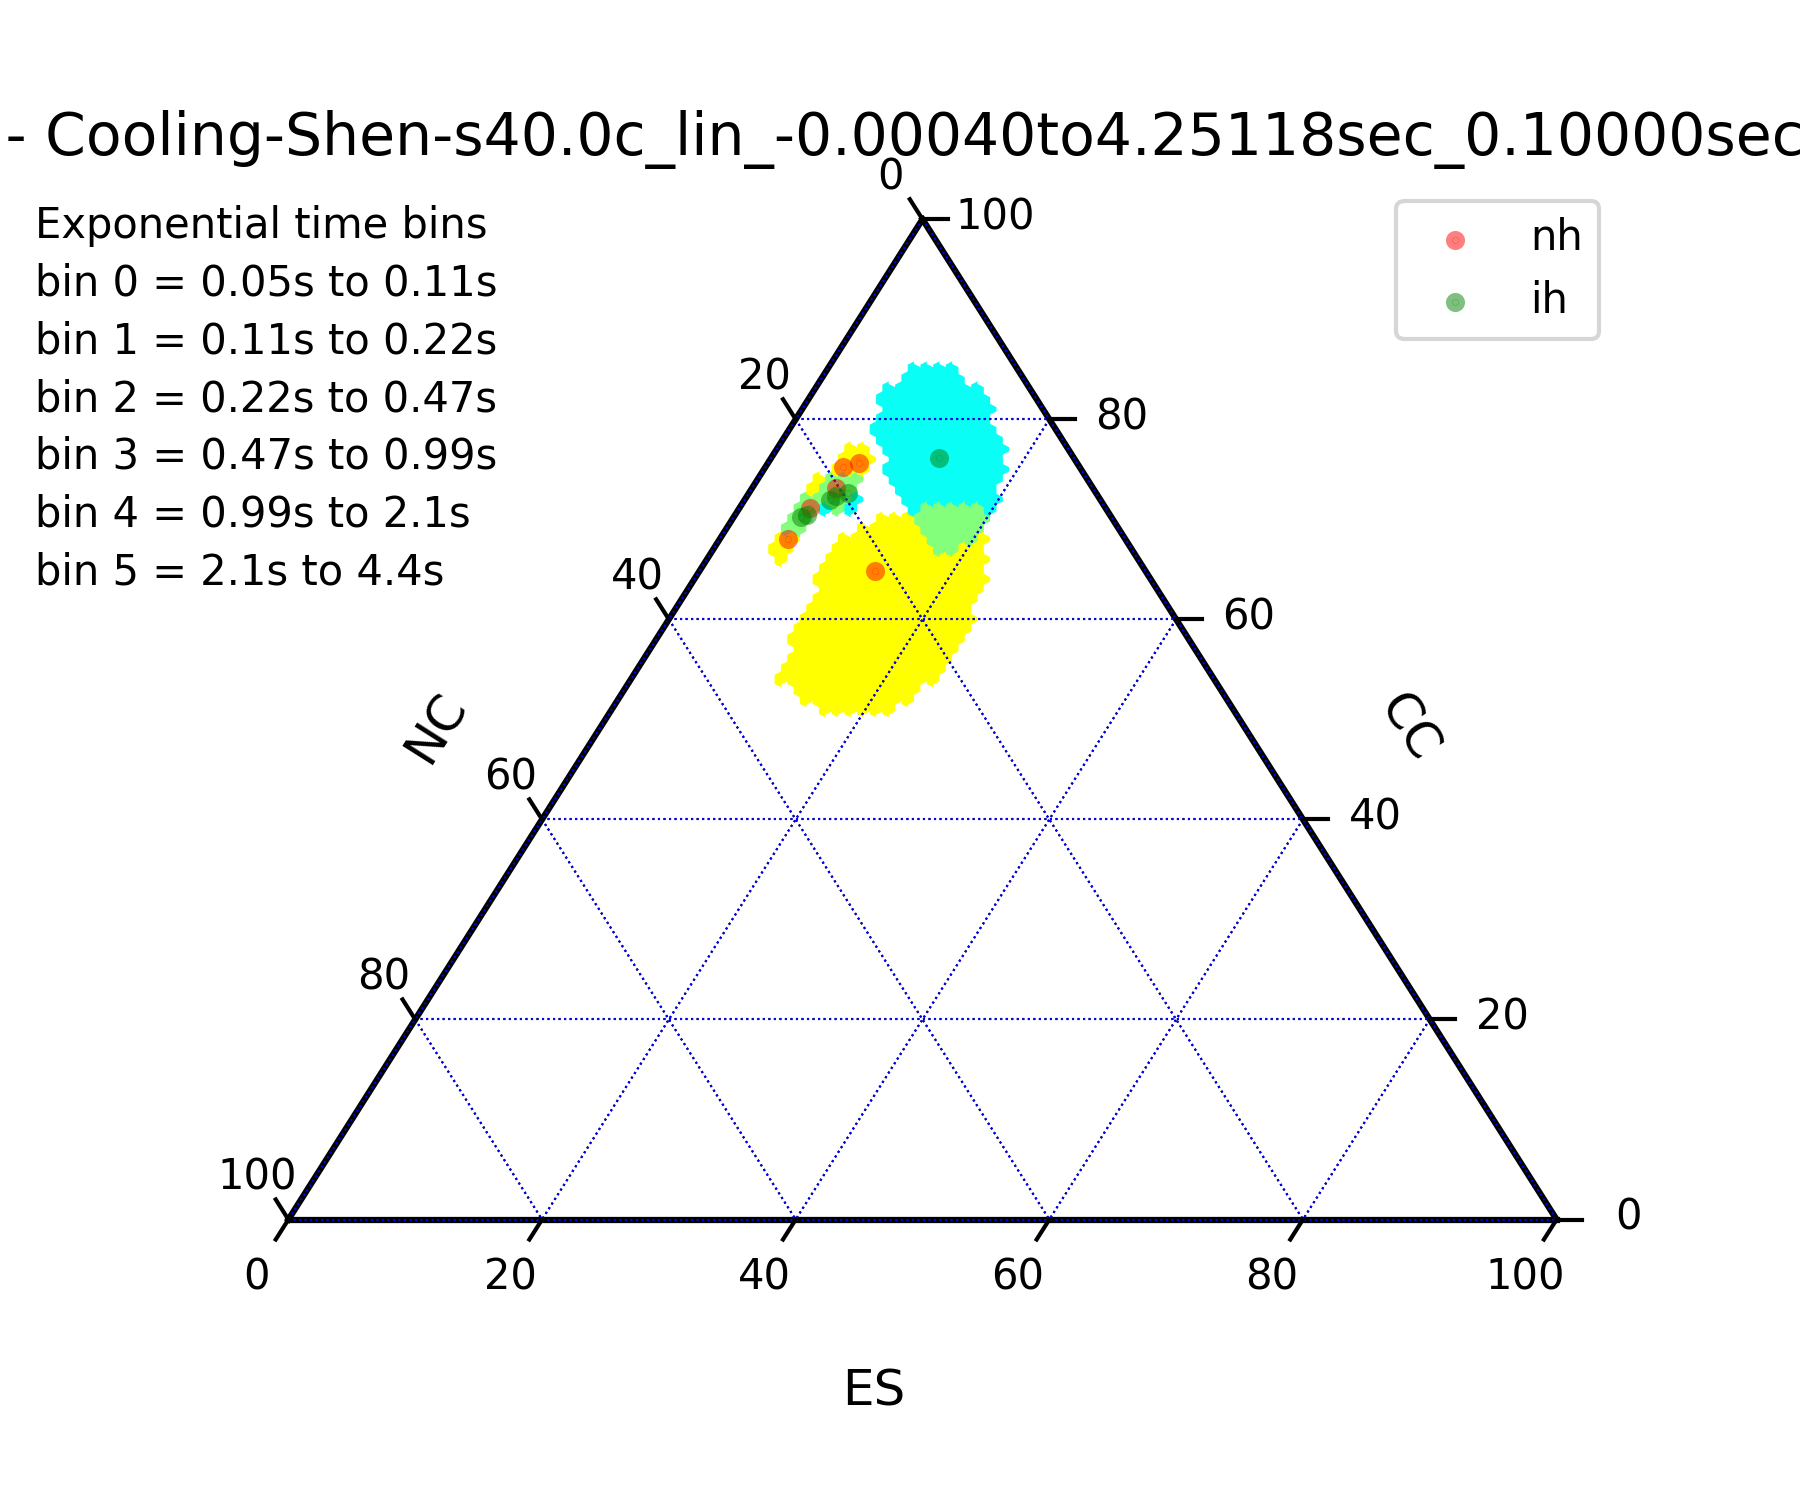 - Cooling-Shen-s40.0c_lin_-0.00040to4.25118sec_0.10000sec
Exponential time bins
bin 0 = 0.05s to 0.11s
bin 1 = 0.11s to 0.22s
bin 2 = 0.22s to 0.47s
bin 3 = 0.47s to 0.99s
bin 4 = 0.99s to 2.1s
bin 5 = 2.1s to 4.4s
nh
ih
0
100
20
80
40
60
NC
CC
60
40
80
20
100
0
0
20
40
60
80
100
ES